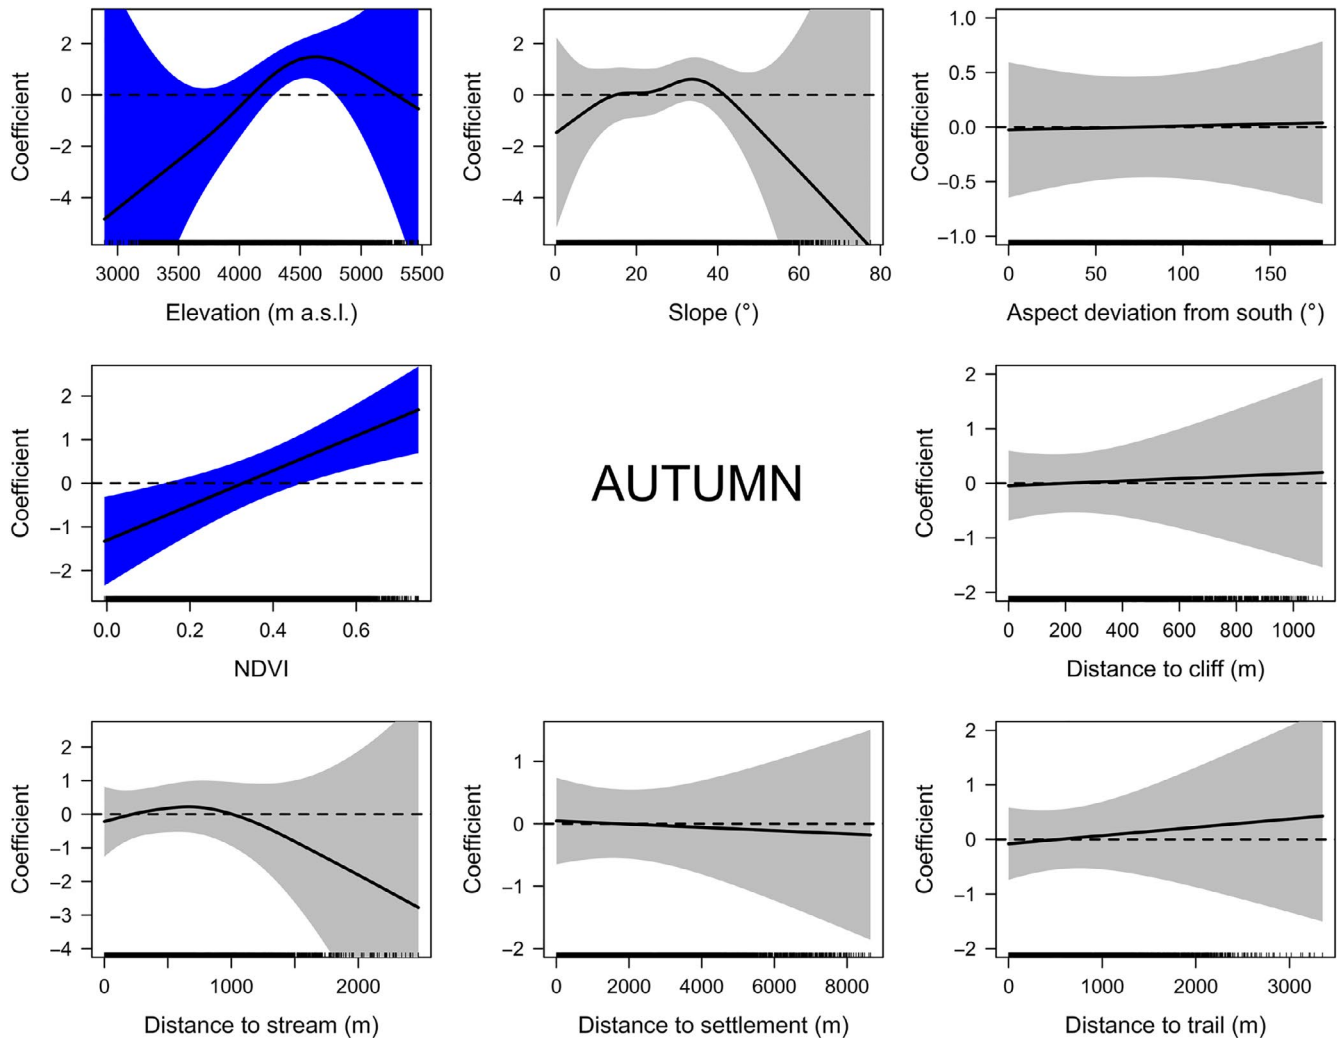 Coefficient
2
0
−2
−4
3000 3500 4000 4500 5000 5500
Elevation (m a.s.l.)
Coefficient
2
0
−2
−4
0 20 40 60 80
Slope (°)
Coefficient
1.0
0.5
0.0
−0.5
−1.0
0 50 100 150
Aspect deviation from south (°)
Coefficient
2
1
0
−1
−2
0.0 0.2 0.4 0.6
NDVI
AUTUMN
Coefficient
2
1
0
−1
−2
0 200 400 600 800 1000
Distance to cliff (m)
Coefficient
2
1
0
−1
−2
−3
−4
0 1000 2000
Distance to stream (m)
Coefficient
1
0
−1
−2
0 2000 4000 6000 8000
Distance to settlement (m)
Coefficient
2
1
0
−1
−2
0 1000 2000 3000
Distance to trail (m)